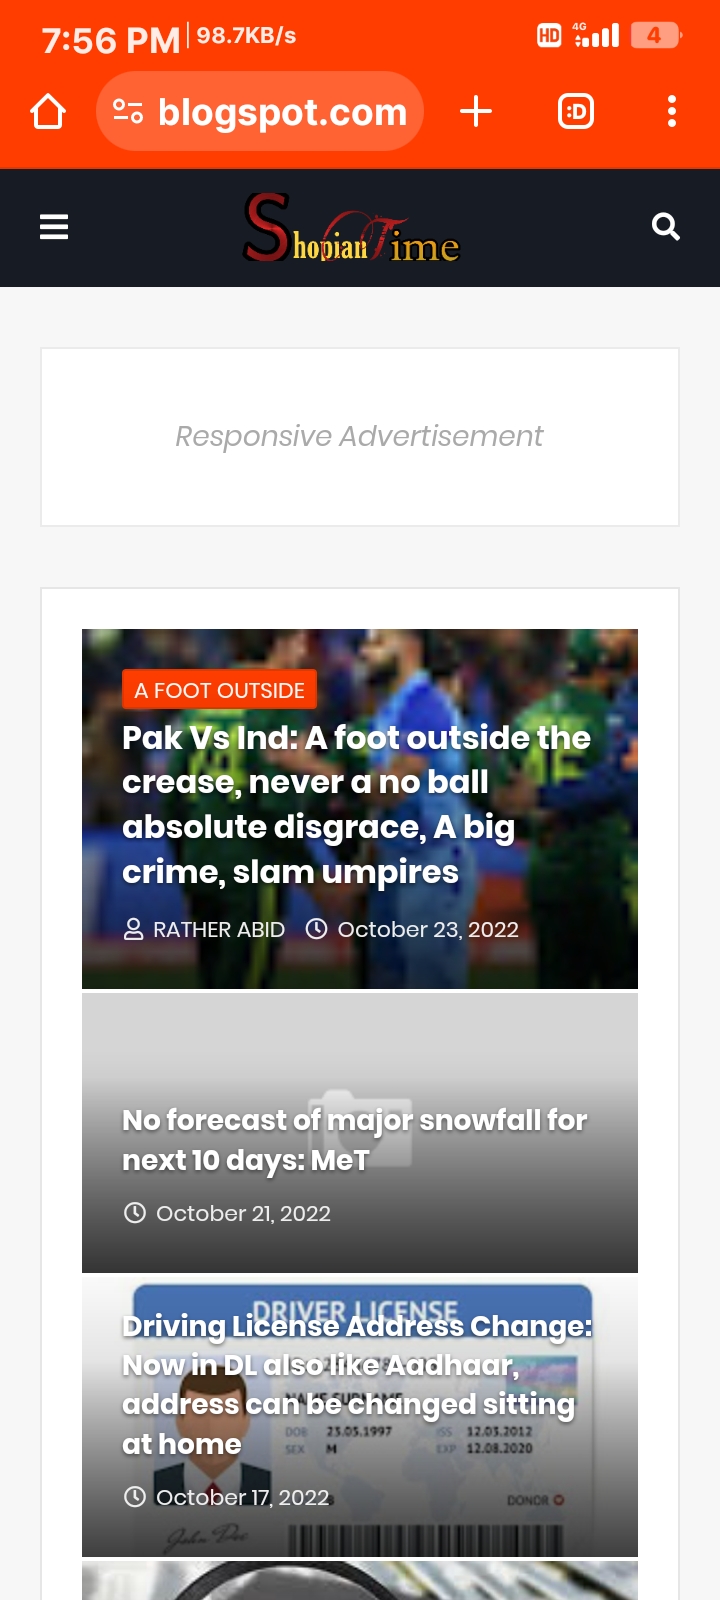 7:56 PM 98.7KB/s HD 4G 4
blogspot.com :D
Shopian Time
Responsive Advertisement
A FOOT OUTSIDE
Pak Vs Ind: A foot outside the
crease, never a no ball
absolute disgrace, A big
crime, slam umpires
RATHER ABID October 23, 2022
No forecast of major snowfall for
next 10 days: MeT
October 21, 2022
DRIVER LICENSE
Driving License Address Change:
Now in DL also like Aadhaar,
address can be changed sitting
at home
DOB 23.05.1997 ISS 12.03.2012
SEX M EXP 12.08.2020
October 17, 2022
DONOR
John Doe